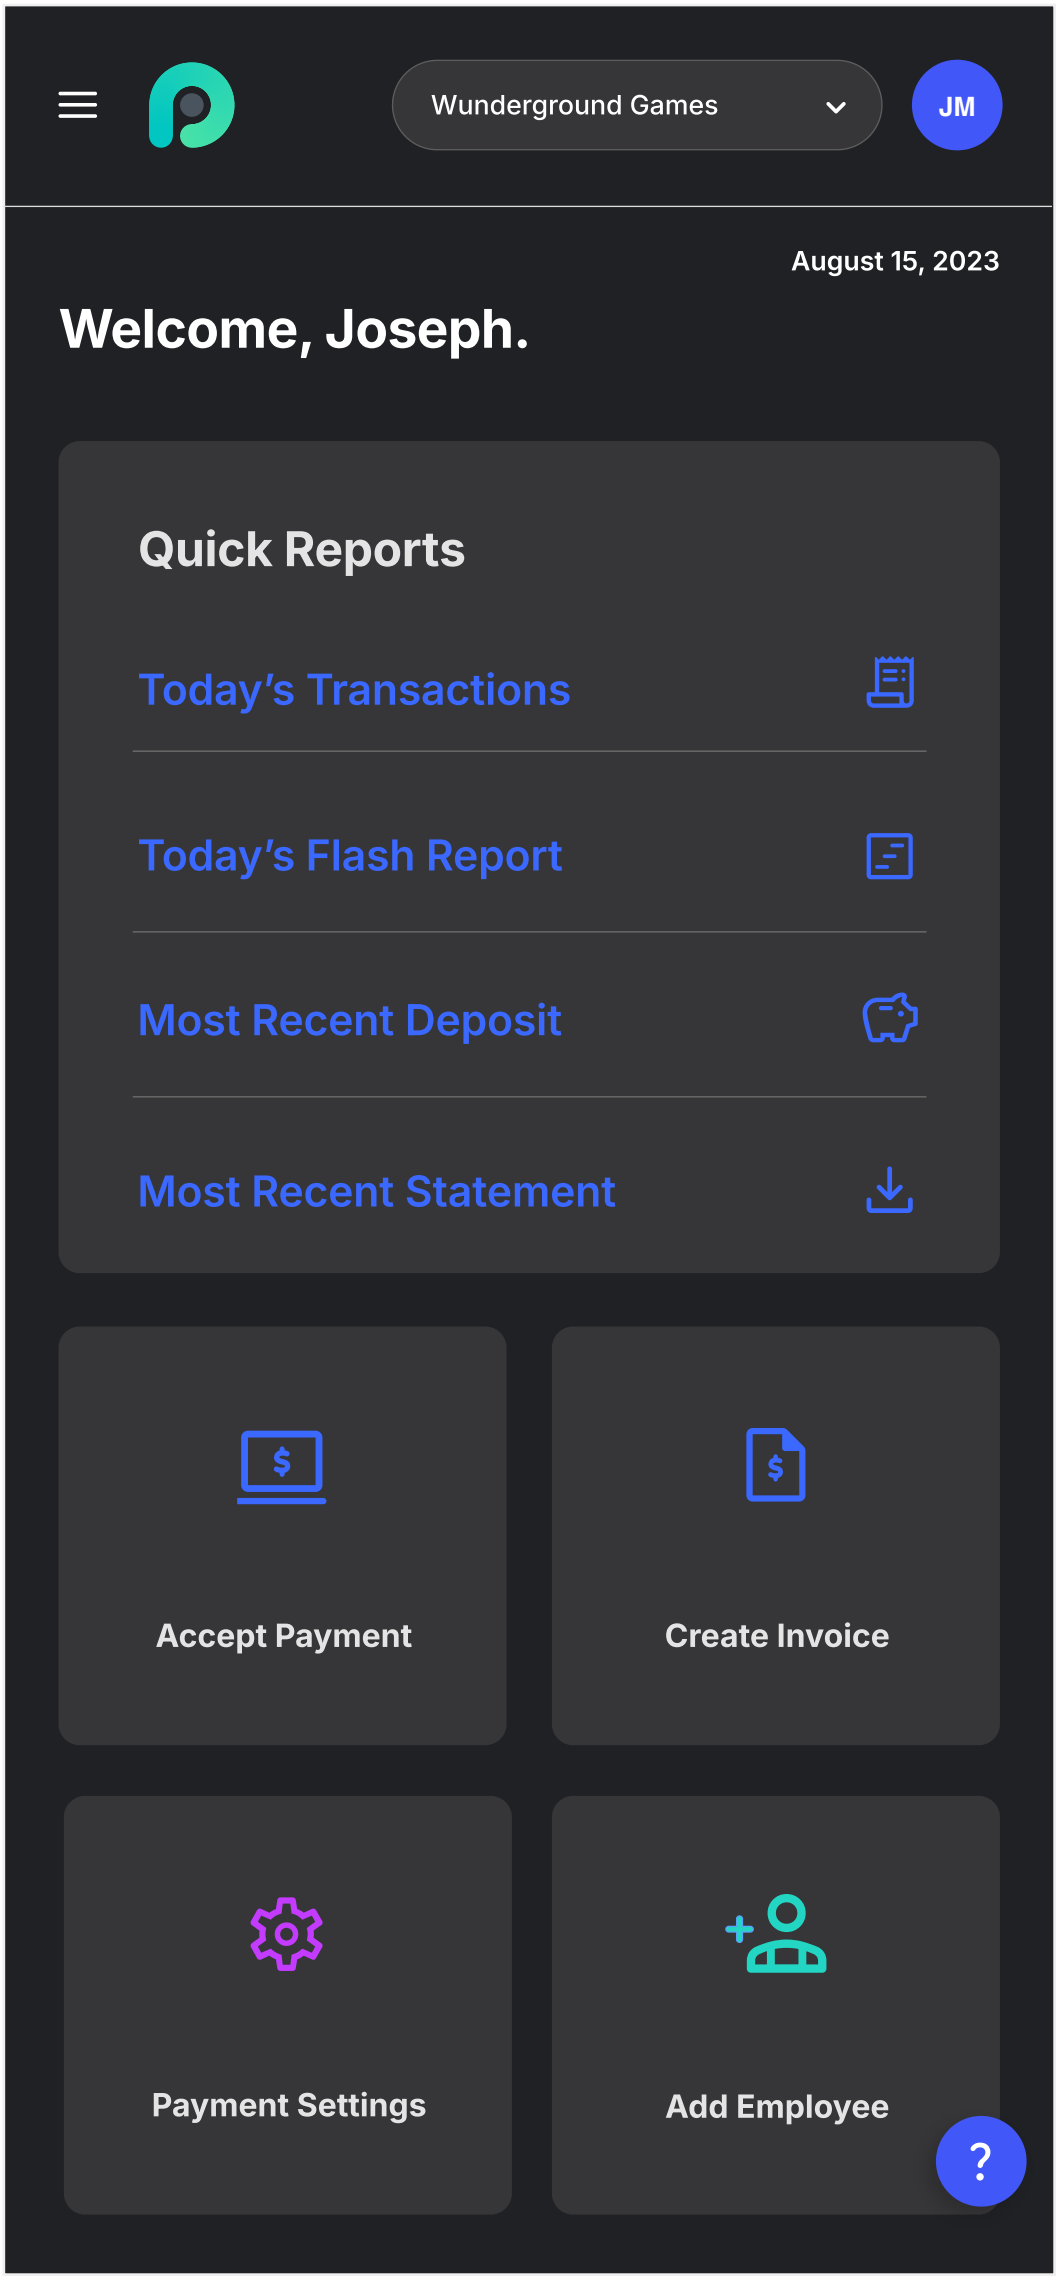 Wunderground Games
JM
August 15, 2023
Welcome, Joseph.
Quick Reports
Today’s Transactions
Today’s Flash Report
Most Recent Deposit
Most Recent Statement
$
$
Accept Payment
Create Invoice
Payment Settings
Add Employee
?